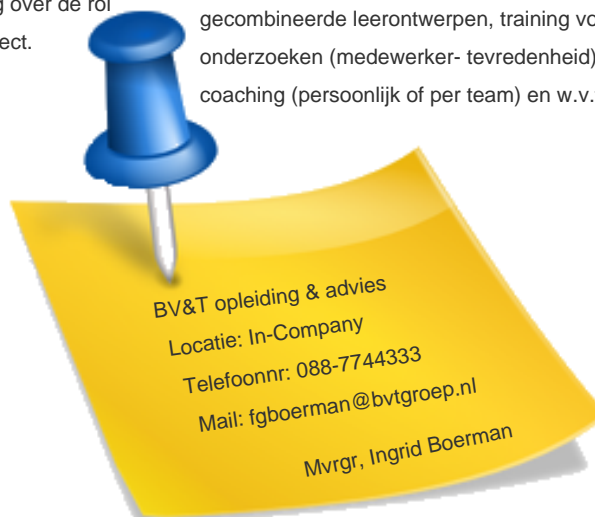 g over de rol
ect.
gecombineerde leerontwerpen, training vo
onderzoeken (medewerker- tevredenheid)
coaching (persoonlijk of per team) en w.v.
BV&T opleiding & advies
Locatie: In-Company
Telefoonnr: 088-7744333
Mail: fgboerman@bvtgroep.nl
Mvrgr, Ingrid Boerman